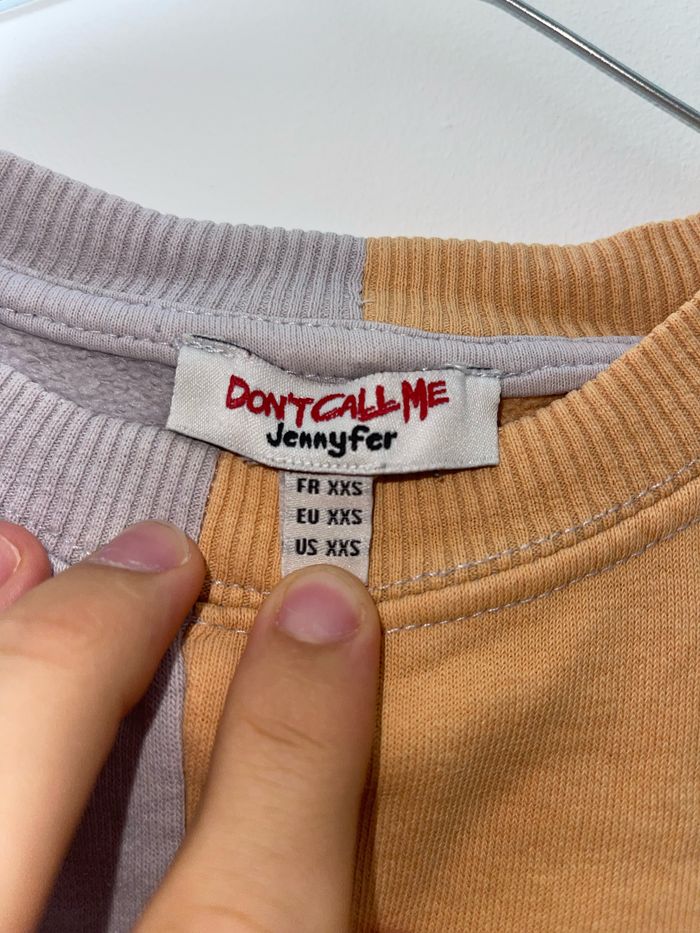 DON'T CALL ME
Jennyfer
FR XXS
EU XXS
US XXS